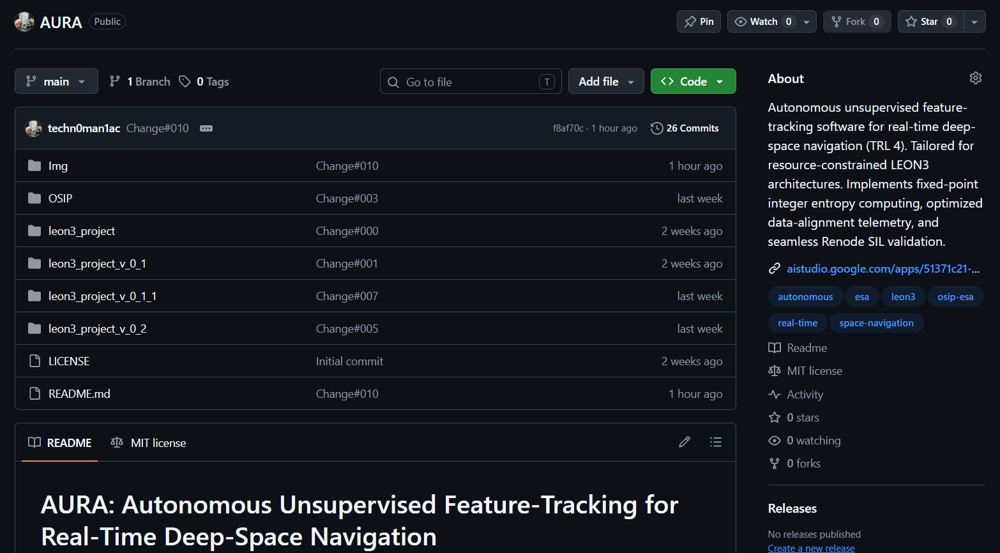 AURA Public Pin Watch 0 Fork 0 Star 0
main 1 Branch 0 Tags Go to file T Add file Code
techn0man1ac Change#010 f8af70c · 1 hour ago 26 Commits
Img Change#010 1 hour ago
OSIP Change#003 last week
leon3_project Change#000 2 weeks ago
leon3_project_v_0_1 Change#001 2 weeks ago
leon3_project_v_0_1_1 Change#007 last week
leon3_project_v_0_2 Change#005 last week
LICENSE Initial commit 2 weeks ago
README.md Change#010 1 hour ago
README MIT license
AURA: Autonomous Unsupervised Feature-Tracking for
Real-Time Deep-Space Navigation
About
Autonomous unsupervised feature-
tracking software for real-time deep-
space navigation (TRL 4). Tailored for
resource-constrained LEON3
architectures. Implements fixed-point
integer entropy computing, optimized
data-alignment telemetry, and
seamless Renode SIL validation.
aistudio.google.com/apps/51371c21-...
autonomous esa leon3 osip-esa
real-time space-navigation
Readme
MIT license
Activity
0 stars
0 watching
0 forks
Releases
No releases published
Create a new release